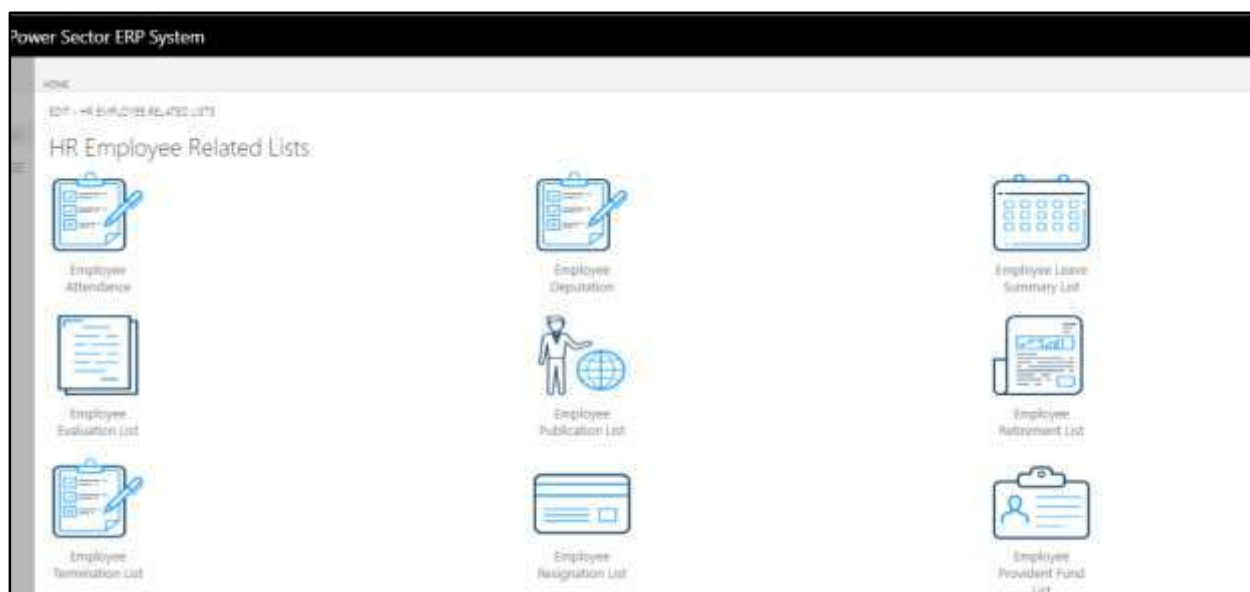 Power Sector ERP System
HOME
EDIT - HR EMPLOYEE RELATED LISTS
HR Employee Related Lists
Employee
Attendance
Employee
Deputation
Employee Leave
Summary List
Employee
Evaluation List
Employee
Publication List
Employee
Retirement List
Employee
Termination List
Employee
Resignation List
Employee
Provident Fund
List